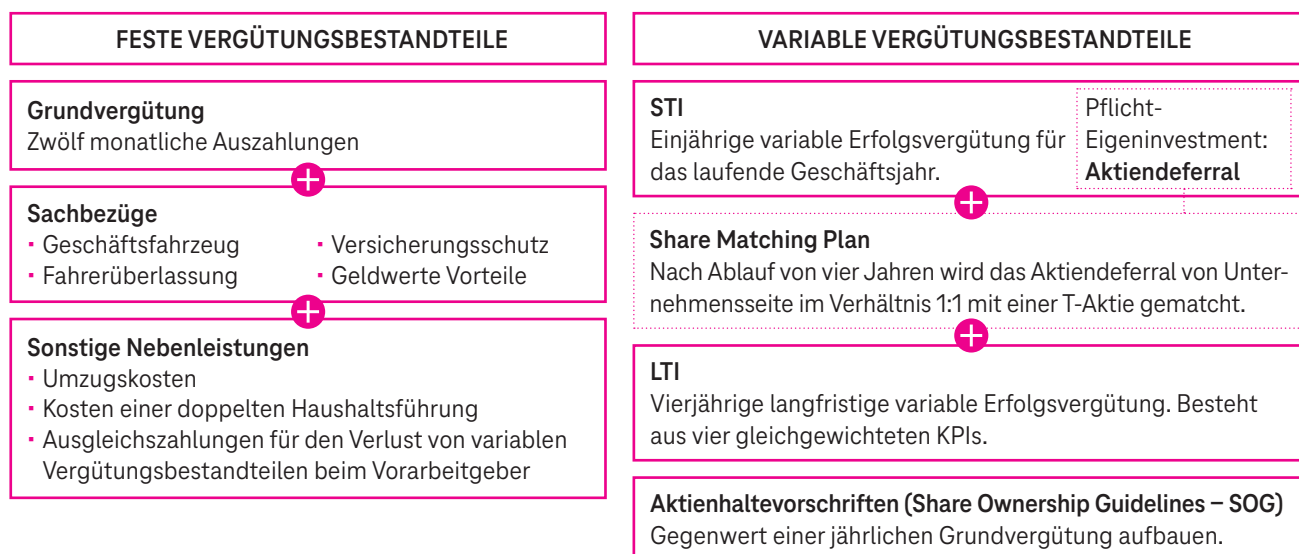 FESTE VERGÜTUNGSBESTANDTEILE
Grundvergütung
Zwölf monatliche Auszahlungen
Sachbezüge
· Geschäftsfahrzeug
· Fahrerüberlassung
· Versicherungsschutz
· Geldwerte Vorteile
Sonstige Nebenleistungen
· Umzugskosten
· Kosten einer doppelten Haushaltsführung
· Ausgleichszahlungen für den Verlust von variablen
Vergütungsbestandteilen beim Vorarbeitgeber
VARIABLE VERGÜTUNGSBESTANDTEILE
STI
Einjährige variable Erfolgsvergütung für
das laufende Geschäftsjahr.
Pflicht-
Eigeninvestment:
Aktiendeferral
Share Matching Plan
Nach Ablauf von vier Jahren wird das Aktiendeferral von Unter-
nehmensseite im Verhältnis 1:1 mit einer T-Aktie gematcht.
LTI
Vierjährige langfristige variable Erfolgsvergütung. Besteht
aus vier gleichgewichteten KPIs.
Aktienhaltevorschriften (Share Ownership Guidelines – SOG)
Gegenwert einer jährlichen Grundvergütung aufbauen.